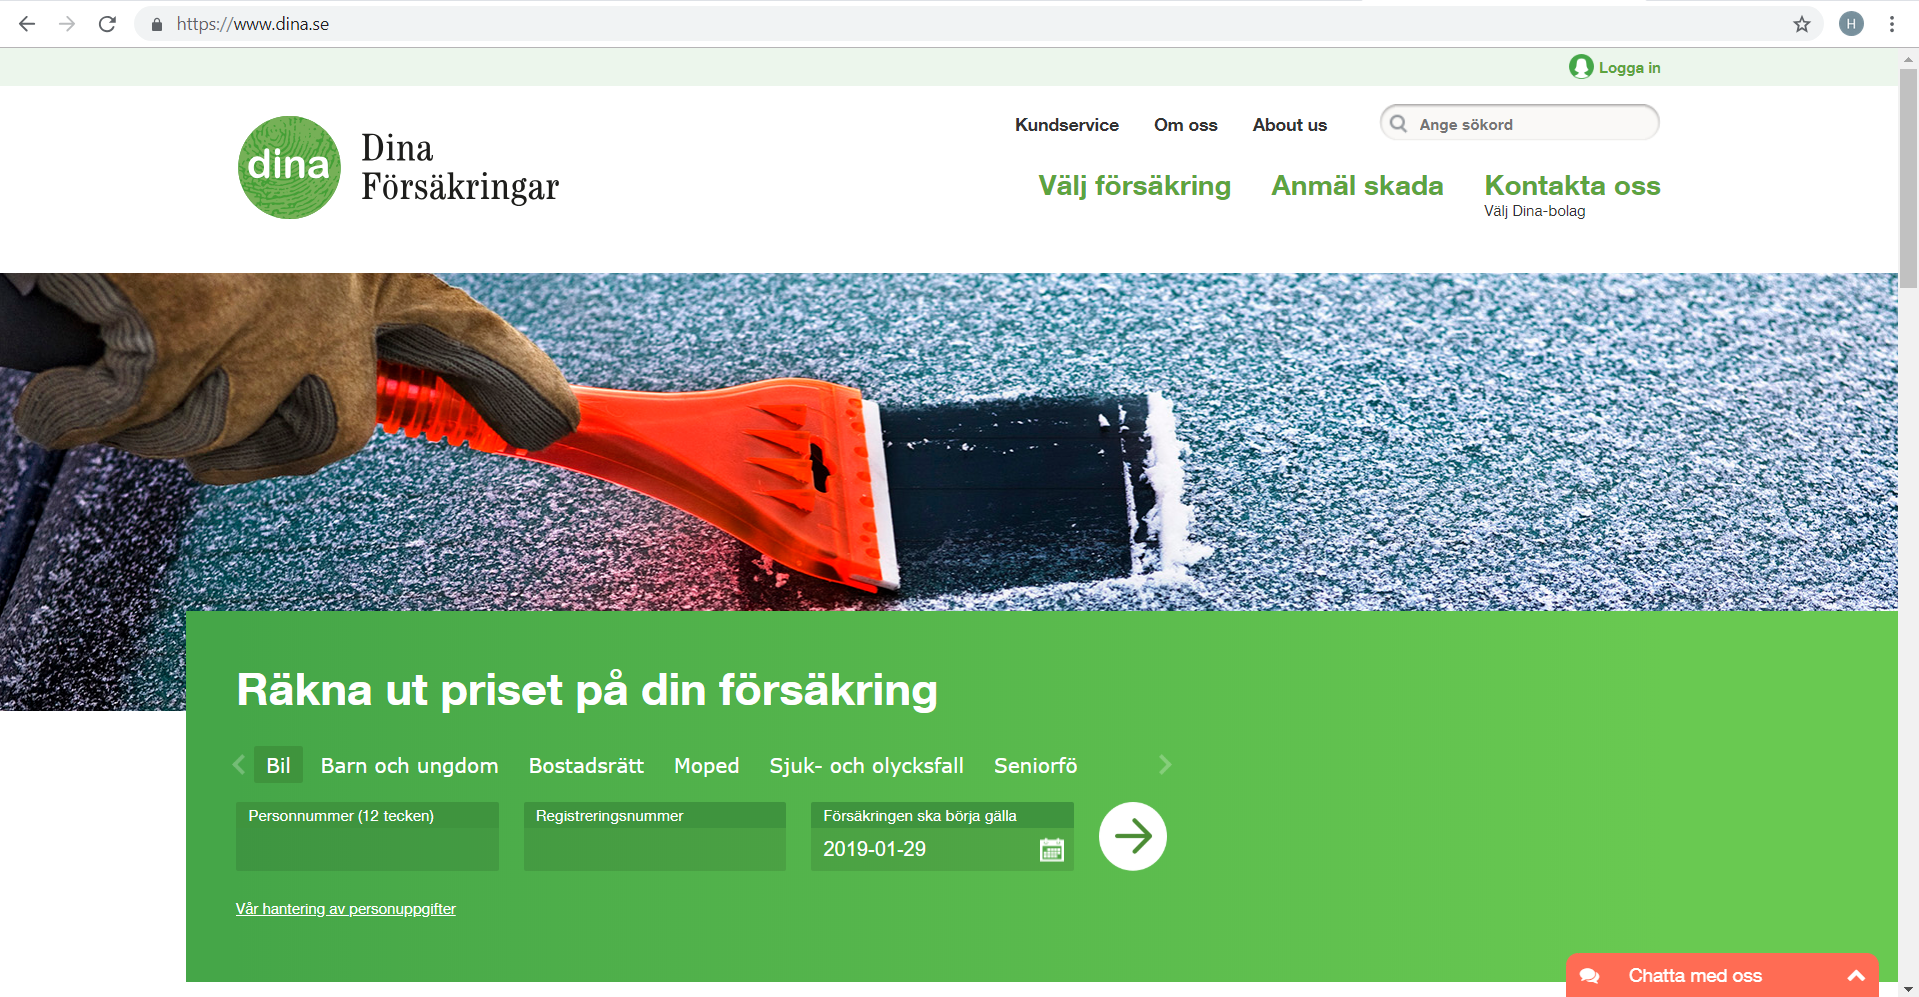 https://www.dina.se
H
Logga in
dina
Dina
Försäkringar
Kundservice
Om oss
About us
Ange sökord
Välj försäkring
Anmäl skada
Kontakta oss
Välj Dina-bolag
Räkna ut priset på din försäkring
Bil
Barn och ungdom
Bostadsrätt
Moped
Sjuk- och olycksfall
Seniorfö
Personnummer (12 tecken)
Registreringsnummer
Försäkringen ska börja gälla
2019-01-29
Vår hantering av personuppgifter
Chatta med oss